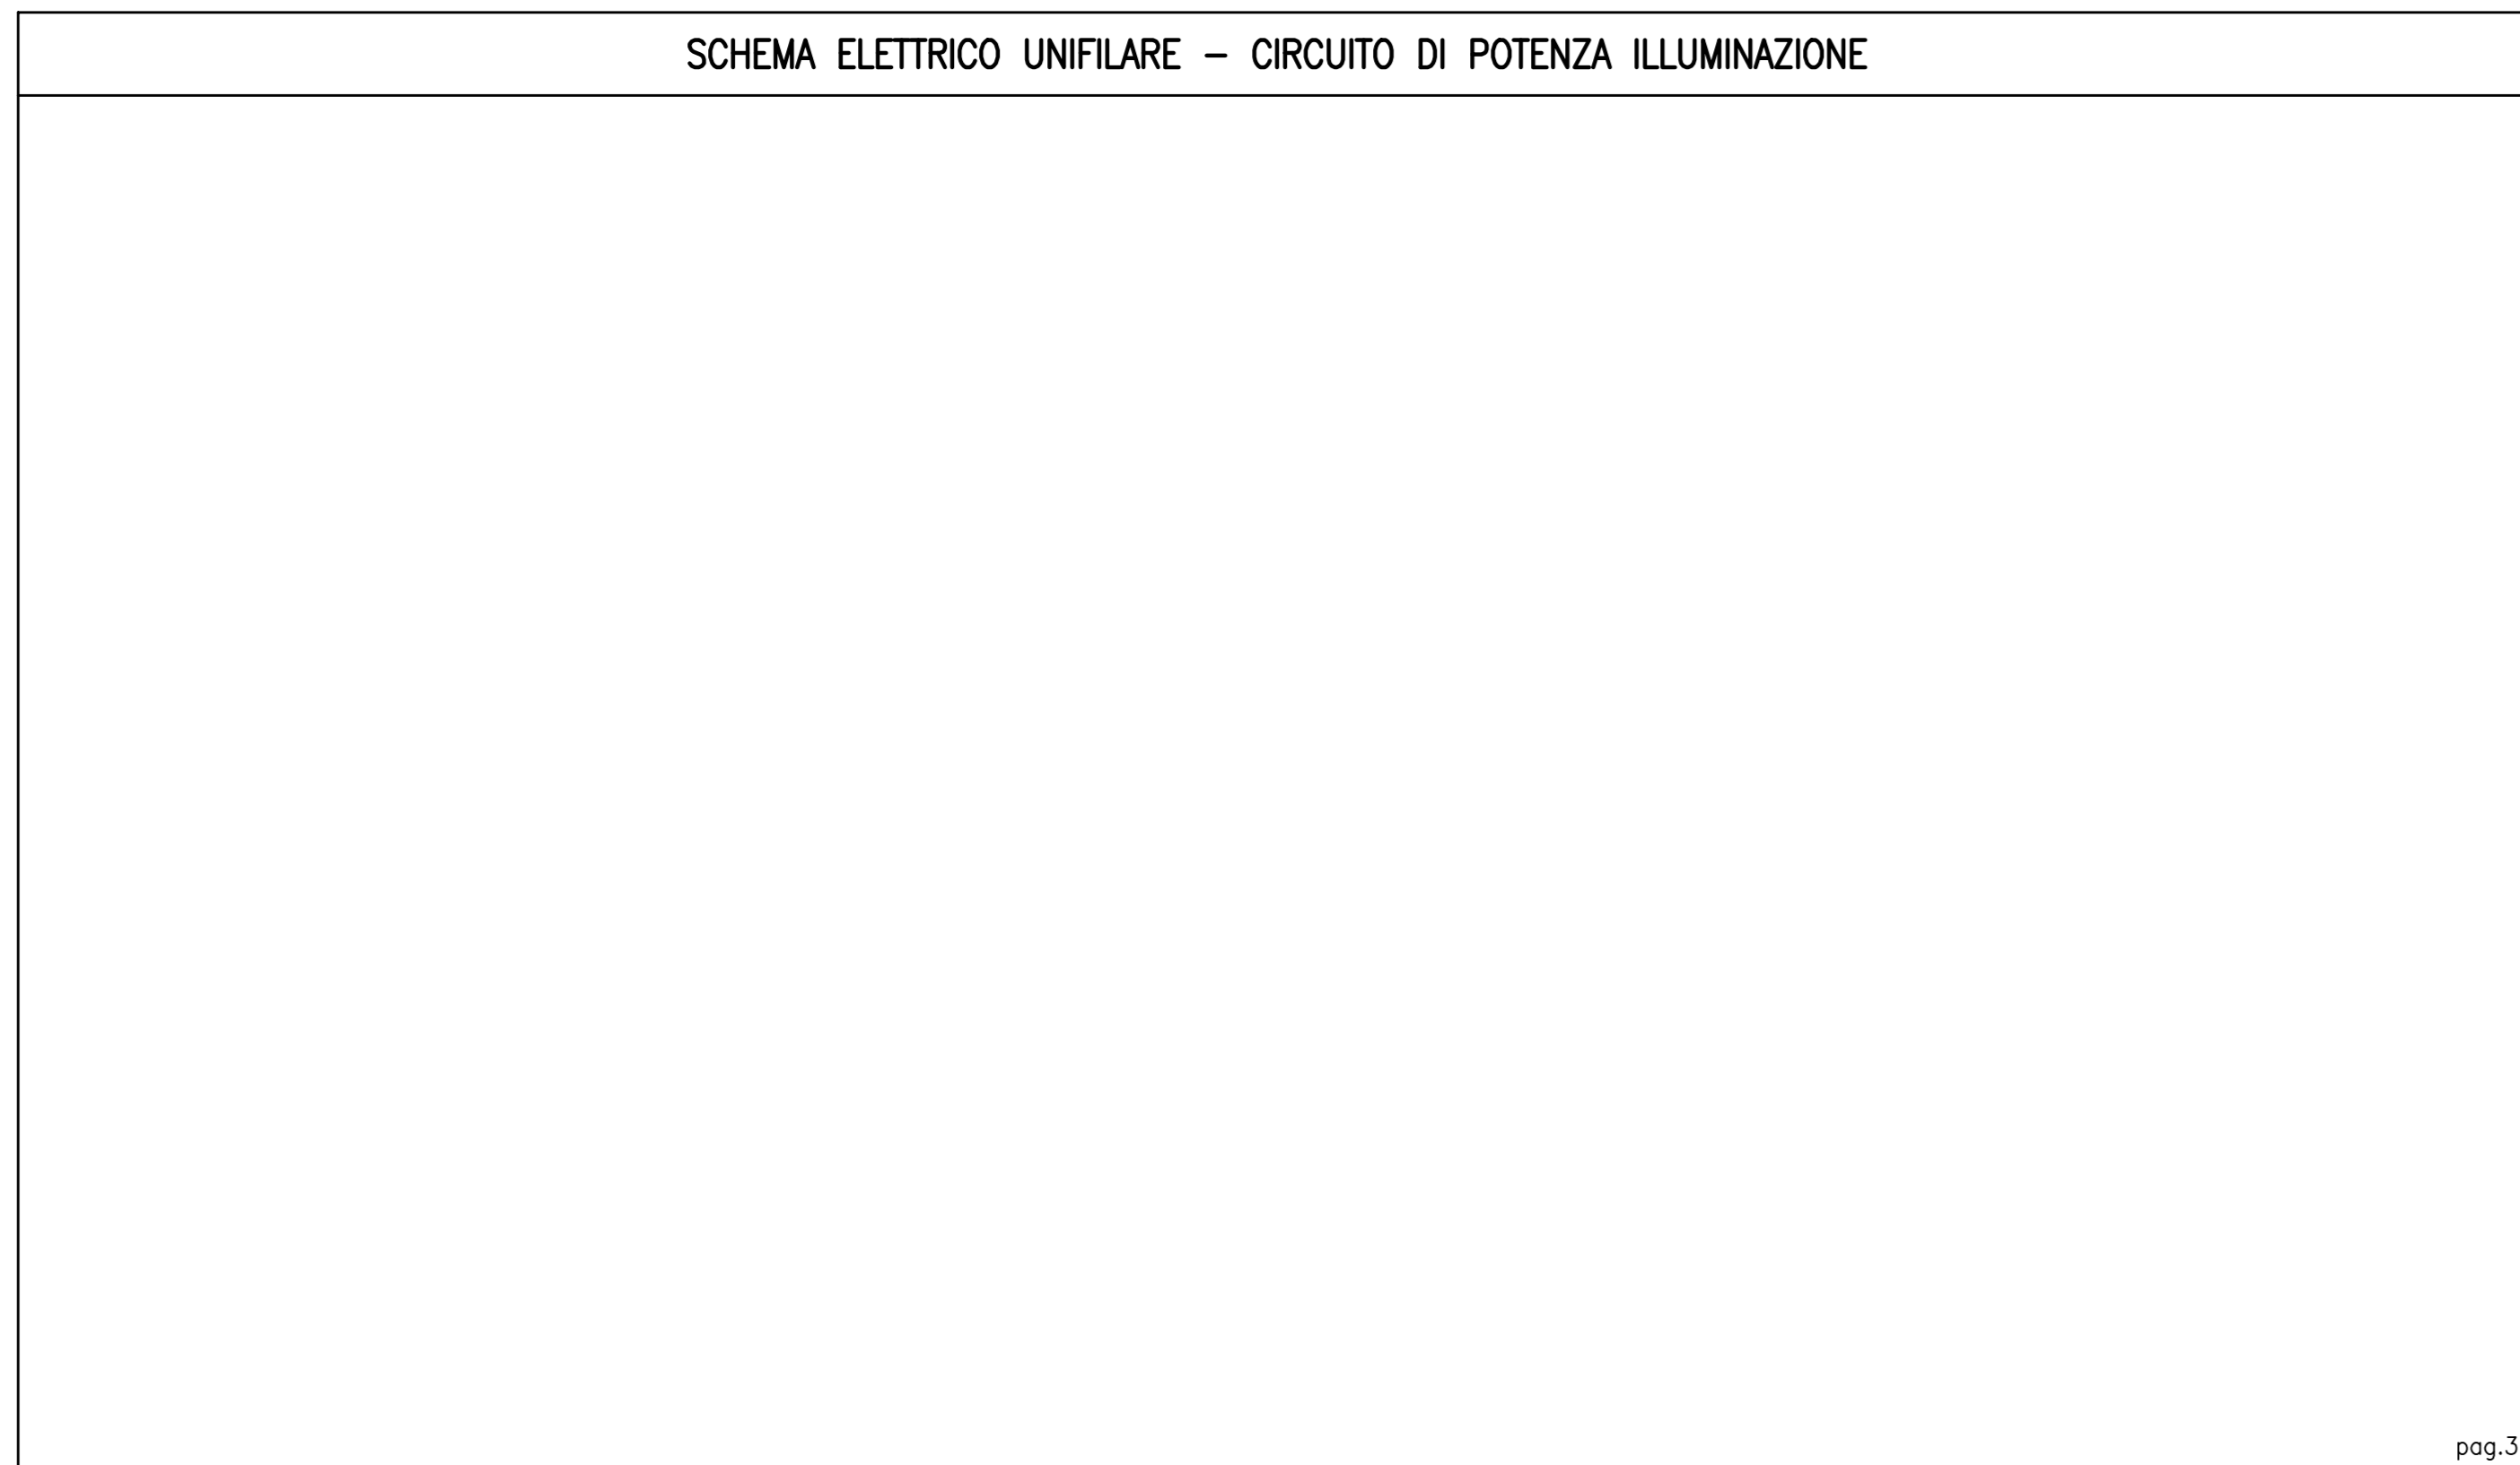 SCHEMA ELETTRICO UNIFILARE – CIRCUITO DI POTENZA ILLUMINAZIONE
pag.3